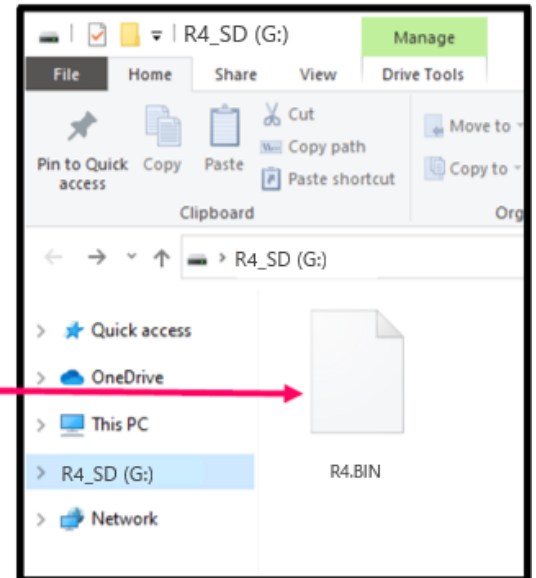 R4_SD (G:)
Manage
File Home Share View Drive Tools
Pin to Quick access
Copy
Paste
Cut
Copy path
Paste shortcut
Move to
Copy to
Clipboard
Org
R4_SD (G:)
Quick access
OneDrive
This PC
R4_SD (G:)
Network
R4.BIN